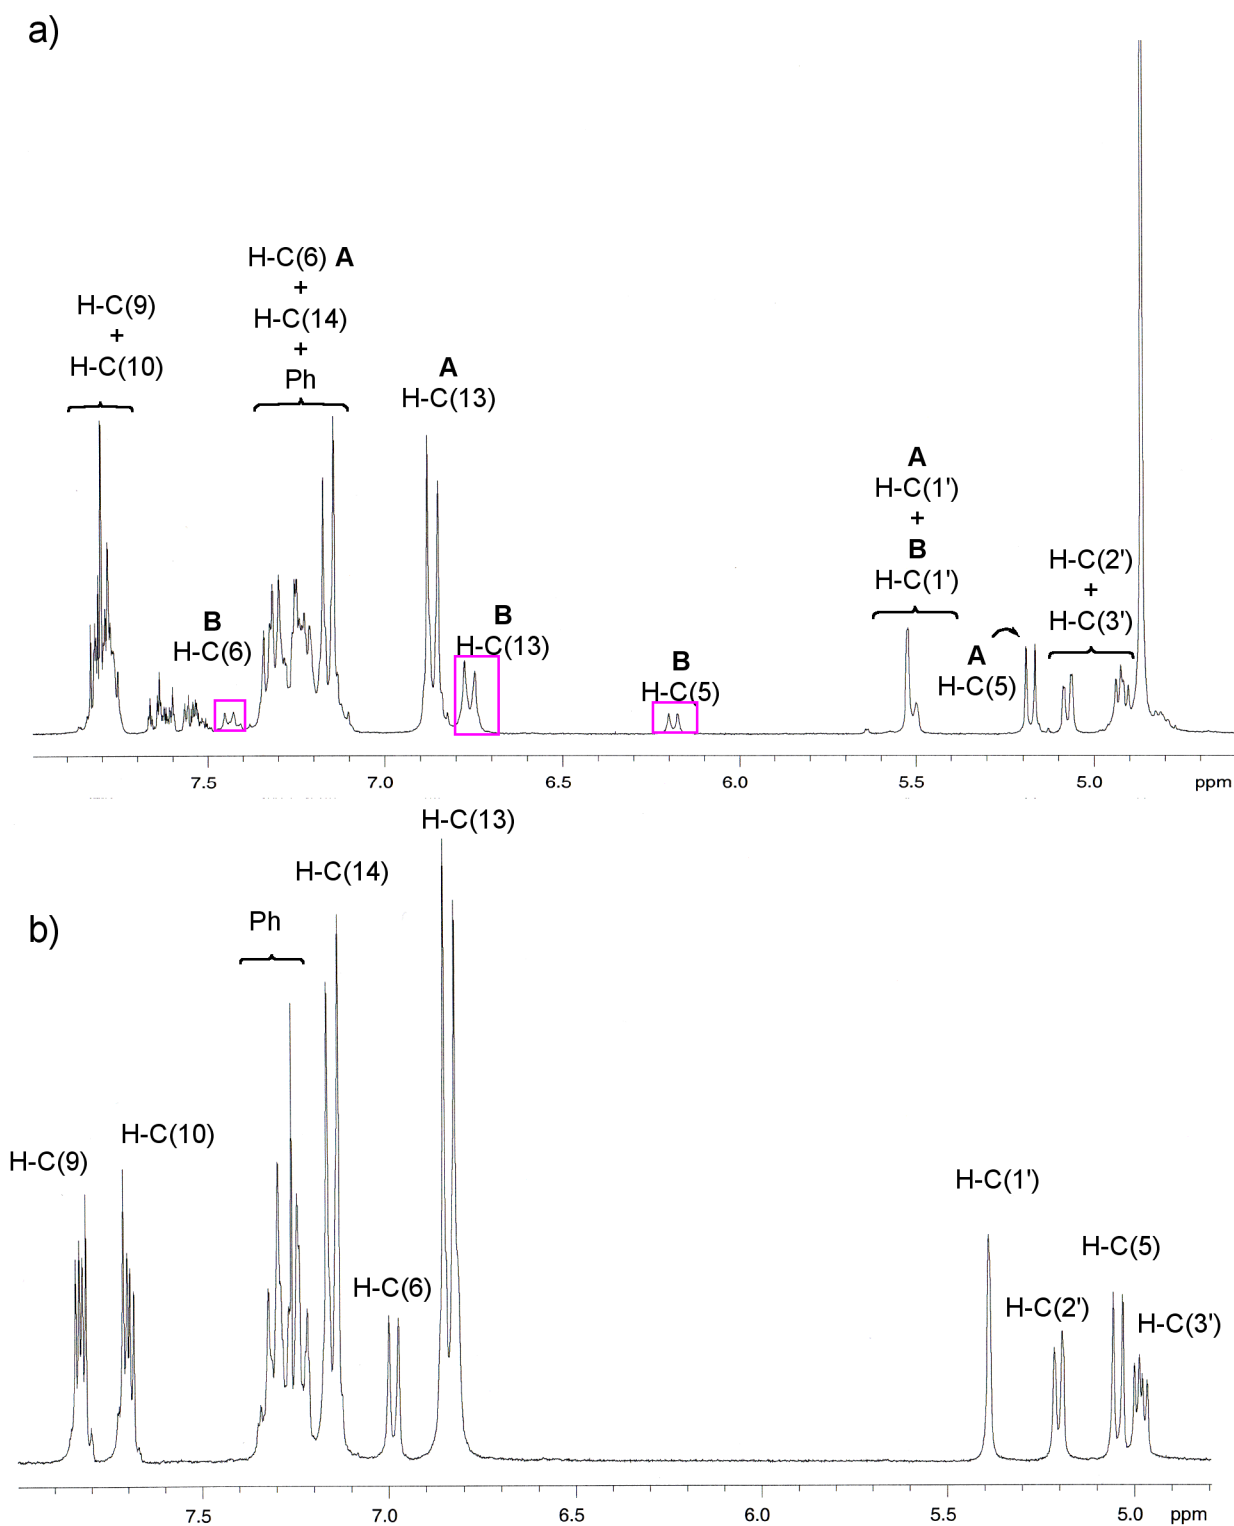 a)
H-C(9)
+
H-C(10)
B
H-C(6)
H-C(6) A
+
H-C(14)
+
Ph
A
H-C(13)
B
H-C(13)
B
H-C(5)
A
H-C(1')
+
B
H-C(1')
A
H-C(5)
H-C(2')
+
H-C(3')
7.5 7.0 6.5 6.0 5.5 5.0 ppm
b)
H-C(9)
H-C(10)
Ph
H-C(14)
H-C(6)
H-C(13)
H-C(1')
H-C(2')
H-C(5)
H-C(3')
7.5 7.0 6.5 6.0 5.5 5.0 ppm